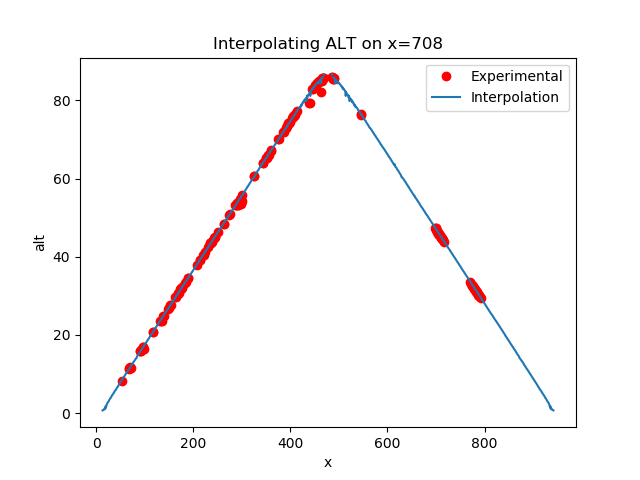 Interpolating ALT on x=708
Experimental
Interpolation
80
60
40
20
0
alt
0 200 400 600 800
x